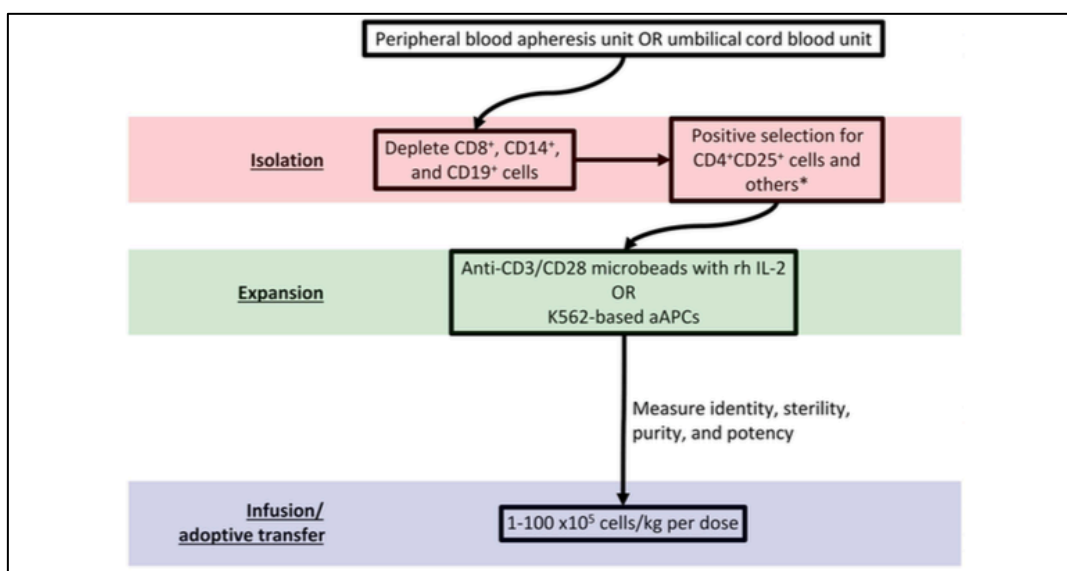 Peripheral blood apheresis unit OR umbilical cord blood unit
Isolation
Deplete CD8⁺, CD14⁺,
and CD19⁺ cells
Positive selection for
CD4⁺CD25⁺ cells and
others*
Expansion
Anti-CD3/CD28 microbeads with rh IL-2
OR
K562-based aAPCs
Measure identity, sterility,
purity, and potency
Infusion/
adoptive transfer
1-100 x10⁵ cells/kg per dose